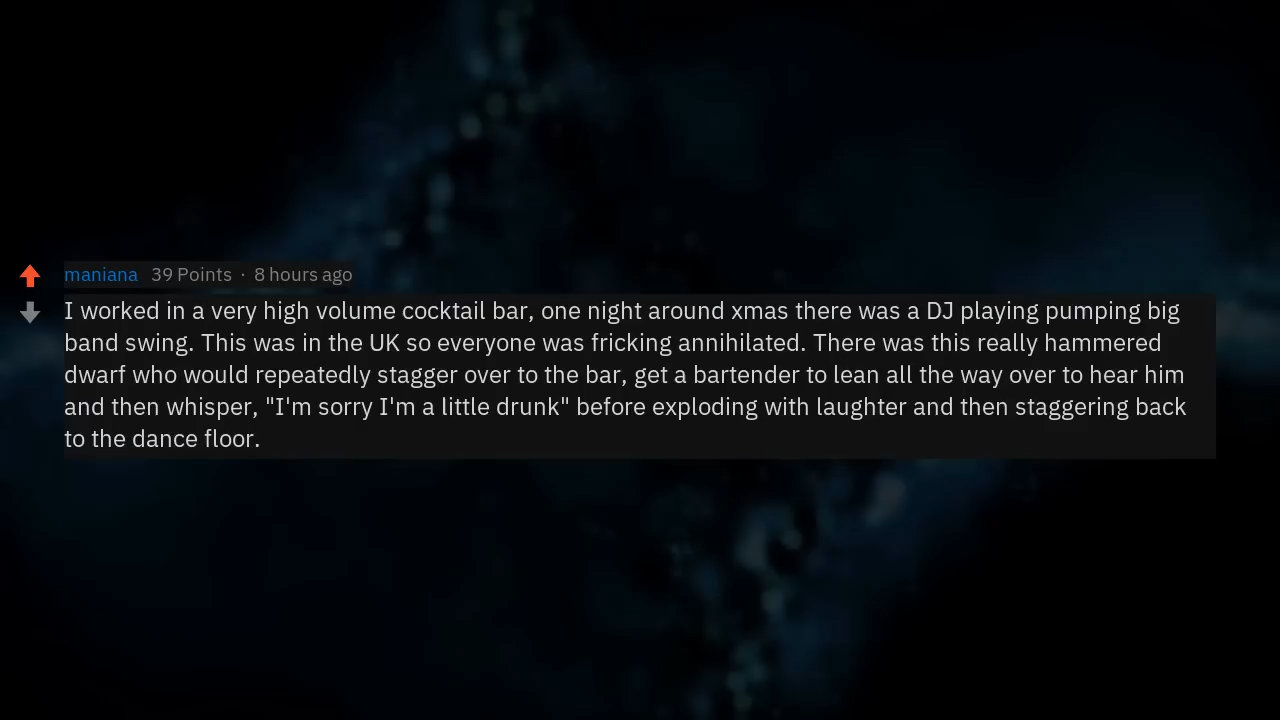 maniana 39 Points · 8 hours ago
I worked in a very high volume cocktail bar, one night around xmas there was a DJ playing pumping big
band swing. This was in the UK so everyone was fricking annihilated. There was this really hammered
dwarf who would repeatedly stagger over to the bar, get a bartender to lean all the way over to hear him
and then whisper, "I'm sorry I'm a little drunk" before exploding with laughter and then staggering back
to the dance floor.